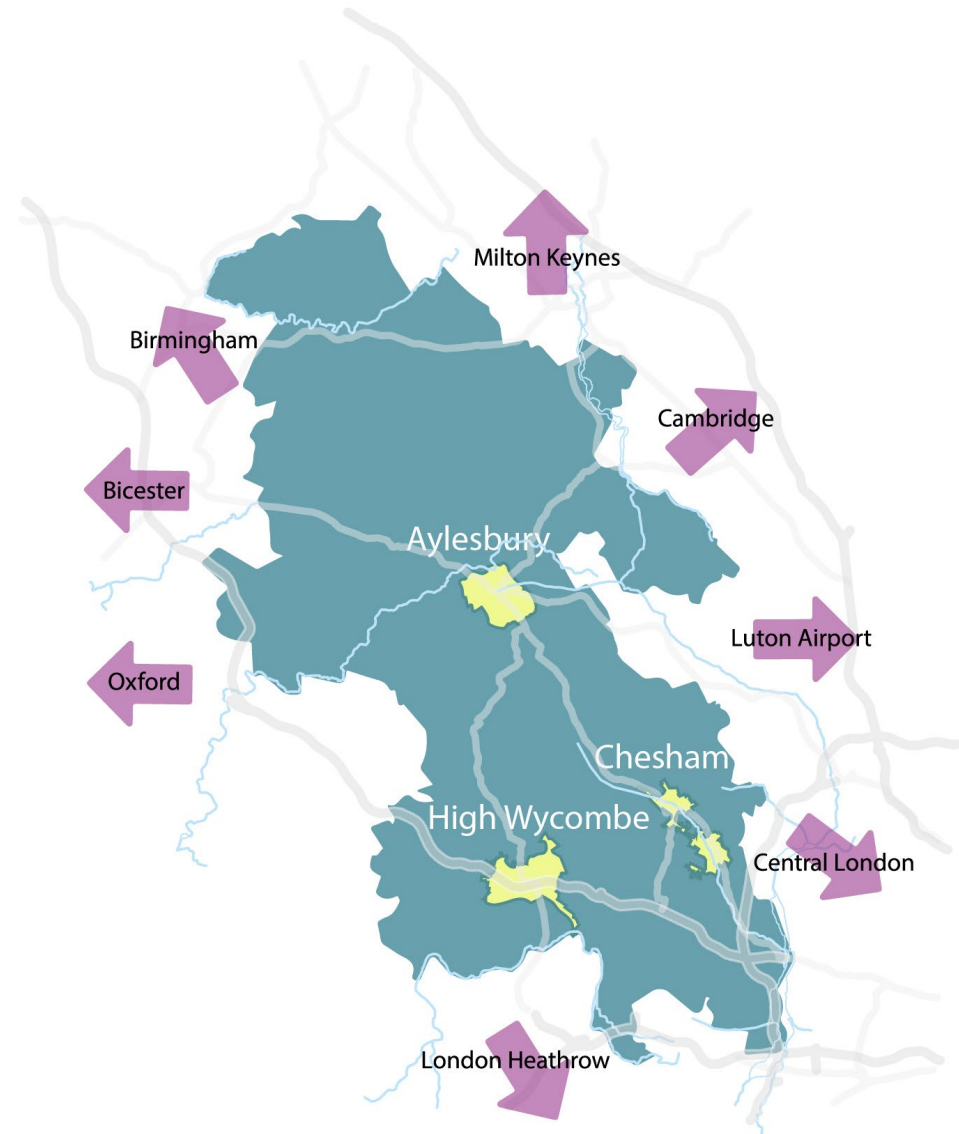 Milton Keynes
Birmingham
Cambridge
Bicester
Aylesbury
Luton Airport
Oxford
Chesham
High Wycombe
Central London
London Heathrow